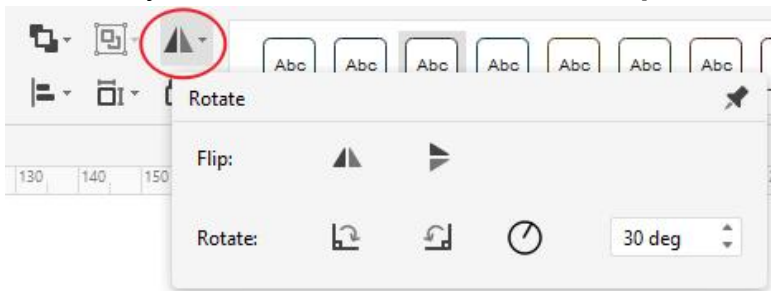 Abc Abc Abc Abc Abc Abc Abc
Rotate
Flip:
130 140 150
Rotate: 30 deg